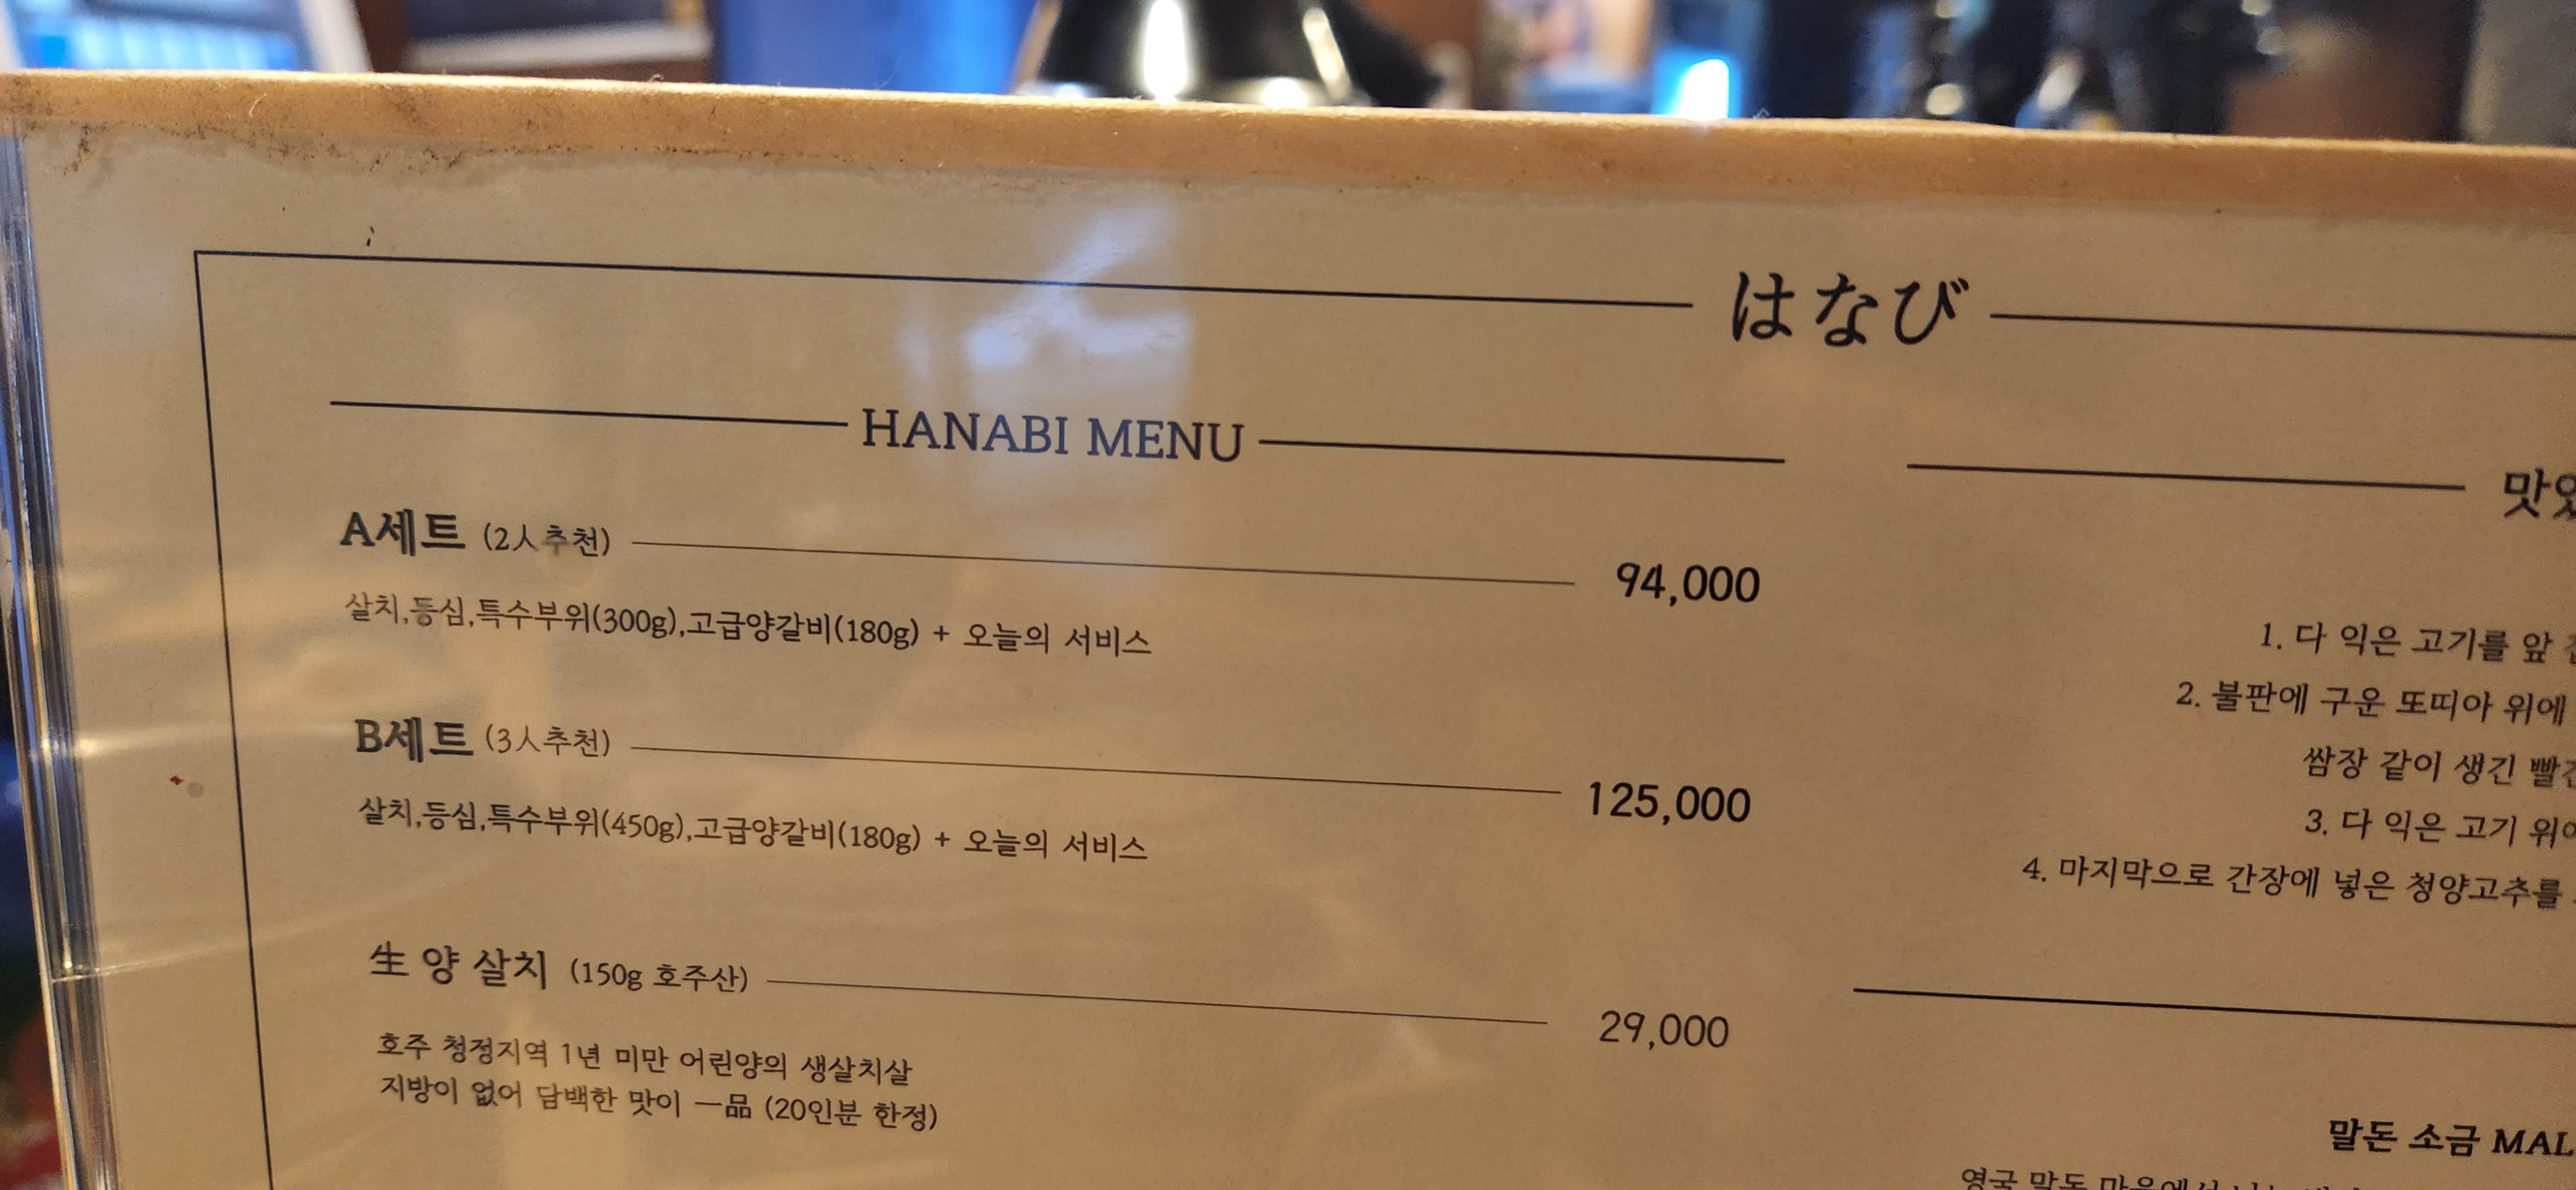 はなび
HANABI MENU
A세트 (2人추천) 94,000
살치,등심,특수부위(300g),고급양갈비(180g) + 오늘의 서비스
B세트 (3人추천) 125,000
살치,등심,특수부위(450g),고급양갈비(180g) + 오늘의 서비스
生 양 살치 (150g 호주산) 29,000
호주 청정지역 1년 미만 어린양의 생살치살
지방이 없어 담백한 맛이 一品 (20인분 한정)
1. 다 익은 고기를 앞
2. 불판에 구운 또띠아 위에
쌈장 같이 생긴
3. 다 익은 고기
4. 마지막으로 간장에 넣은 청양고추를
말돈 소금
영국 말돈